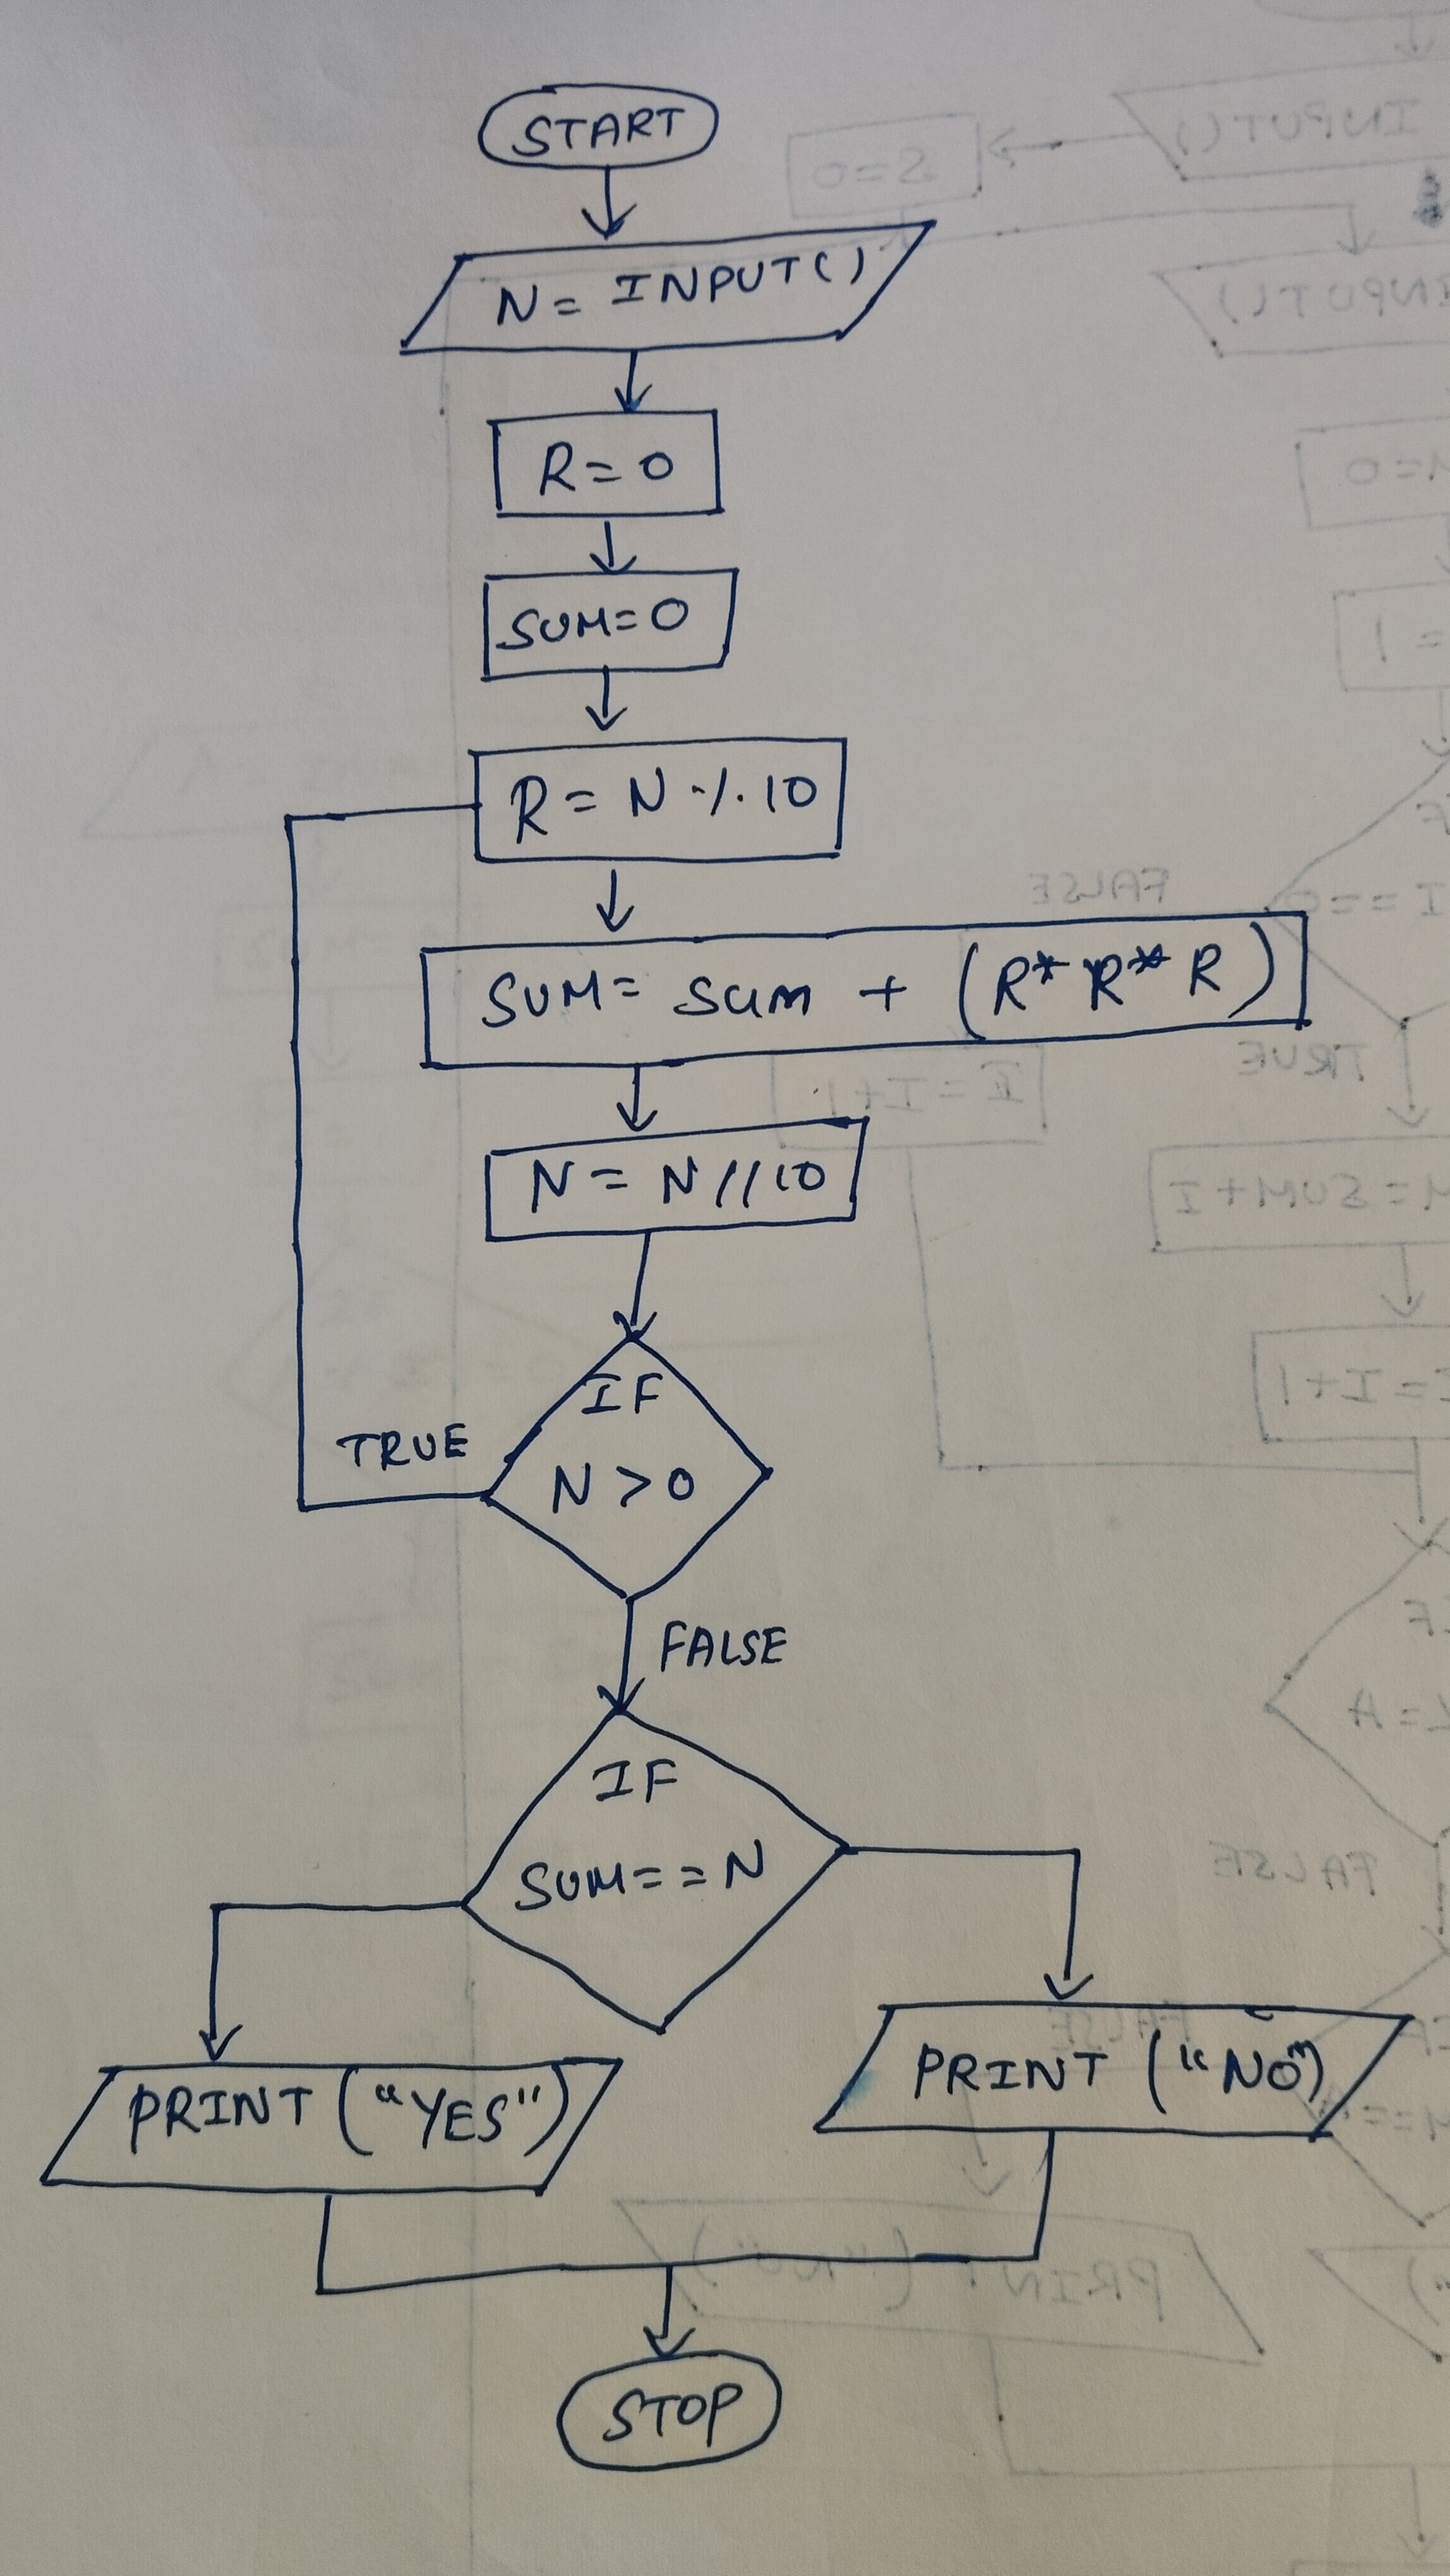 START
N = INPUT()
R = 0
SUM=0
R = N % 10
SUM= SUM + (R* R* R)
N = N // 10
IF
N > 0
TRUE
FALSE
IF
SUM==N
PRINT ("YES")
PRINT ("NO")
STOP